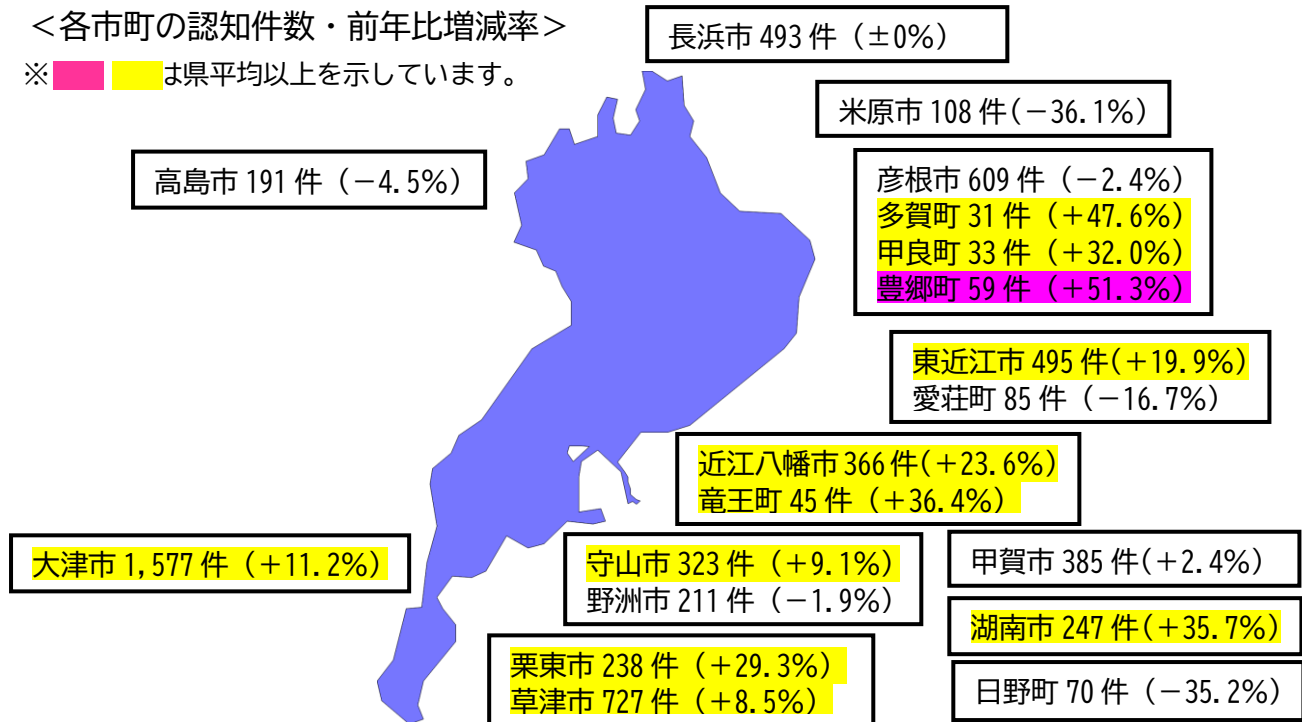 ＜各市町の認知件数・前年比増減率＞
※ は県平均以上を示しています。
長浜市 493 件（±0%）
米原市 108 件(－36.1%)
高島市 191 件（－4.5%）
彦根市 609 件（－2.4%）
多賀町 31 件（＋47.6%）
甲良町 33 件（＋32.0%）
豊郷町 59 件（＋51.3%）
東近江市 495 件(＋19.9%)
愛荘町 85 件（－16.7%）
近江八幡市 366 件(＋23.6%)
竜王町 45 件（＋36.4%）
大津市 1,577 件（＋11.2%）
守山市 323 件（＋9.1%）
野洲市 211 件（－1.9%）
甲賀市 385 件(＋2.4%)
湖南市 247 件(＋35.7%)
栗東市 238 件（＋29.3%）
草津市 727 件（＋8.5%）
日野町 70 件（－35.2%）